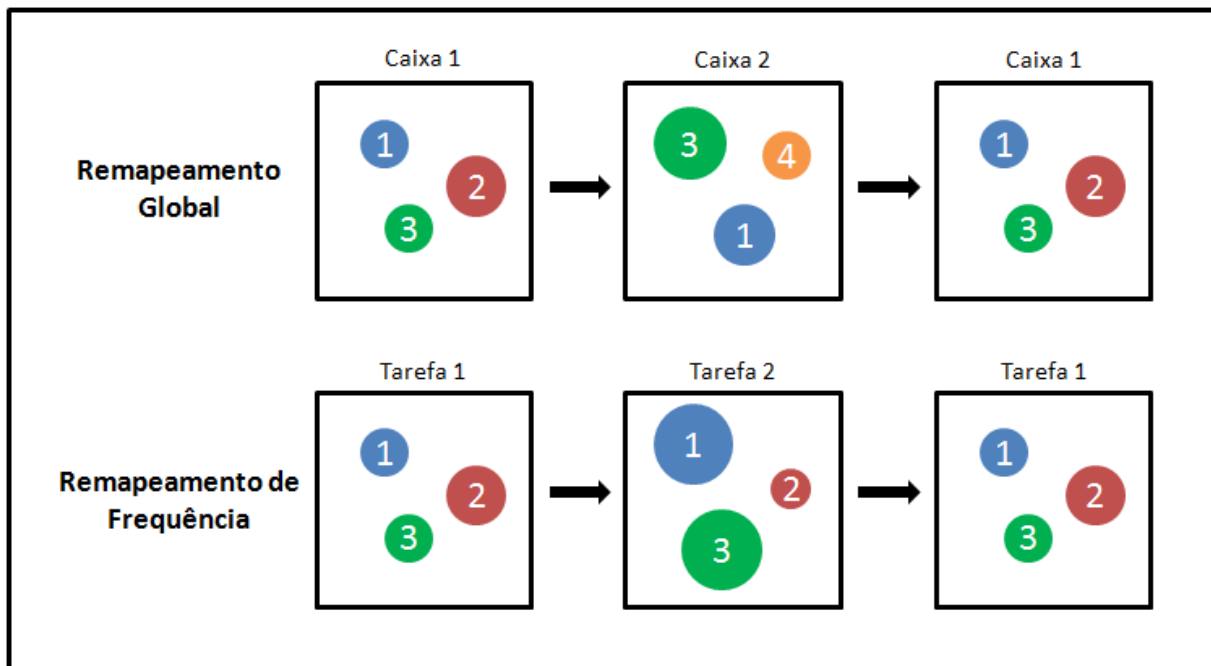 Caixa 1
Caixa 2
Caixa 1
Remapeamento
Global
1
2
3
3
4
1
1
2
3
Tarefa 1
Tarefa 2
Tarefa 1
Remapeamento de
Frequência
1
2
3
1
2
3
1
2
3